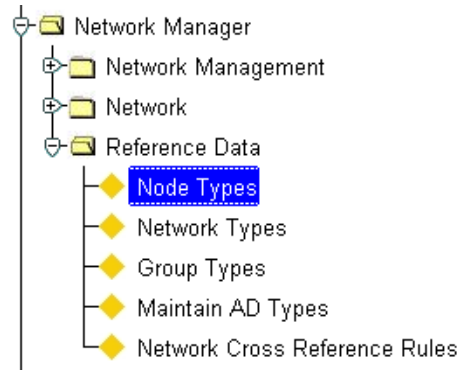 Network Manager
Network Management
Network
Reference Data
Node Types
Network Types
Group Types
Maintain AD Types
Network Cross Reference Rules